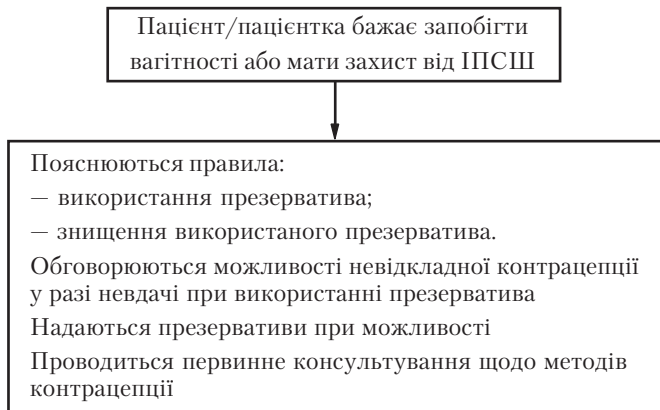 Пацієнт/пацієнтка бажає запобігти
вагітності або мати захист від ІПСШ
Пояснюються правила:
— використання презерватива;
— знищення використаного презерватива.
Обговорюються можливості невідкладної контрацепції
у разі невдачі при використанні презерватива
Надаються презервативи при можливості
Проводиться первинне консультування щодо методів
контрацепції